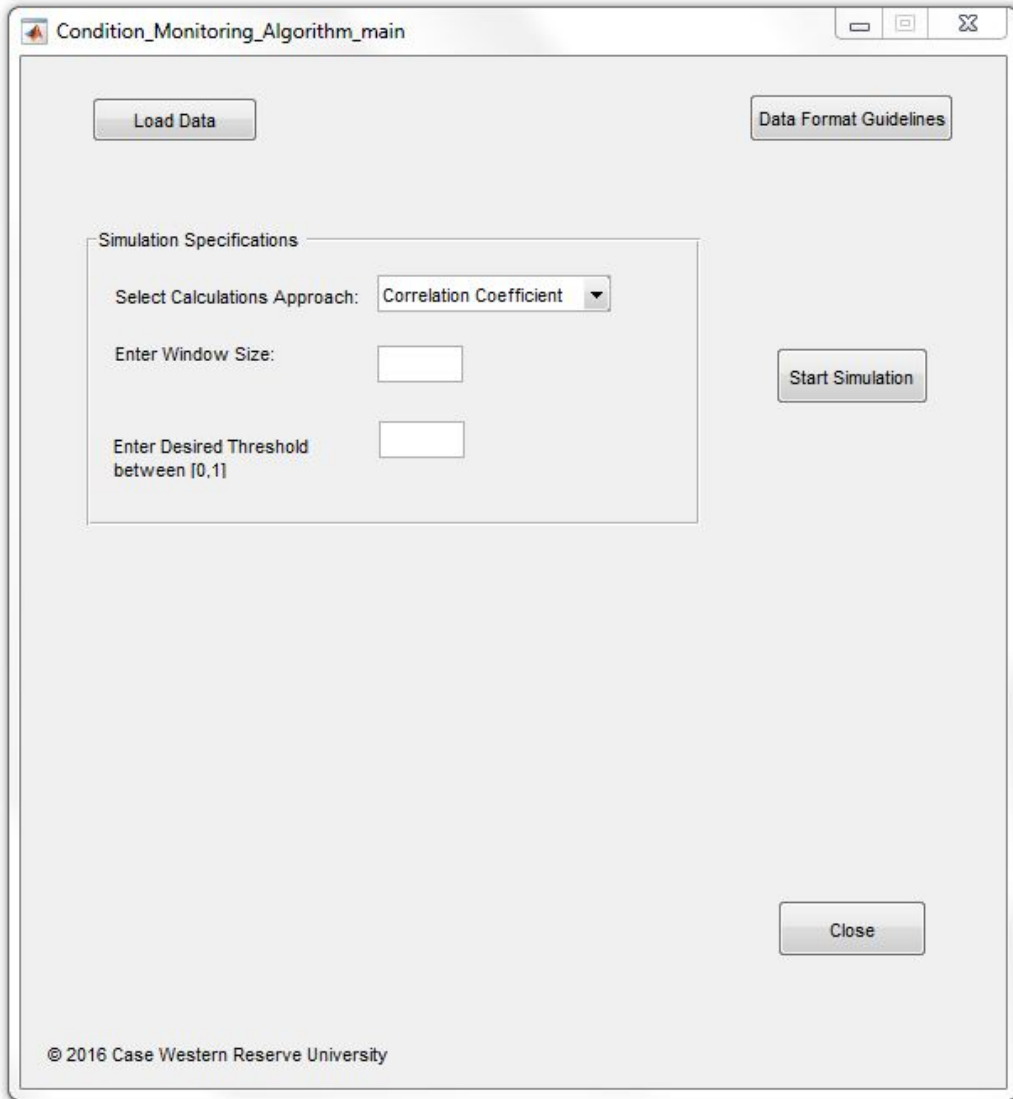 Condition_Monitoring_Algorithm_main
Load Data
Data Format Guidelines
Simulation Specifications
Select Calculations Approach: Correlation Coefficient
Enter Window Size:
Start Simulation
Enter Desired Threshold
between [0,1]
Close
© 2016 Case Western Reserve University